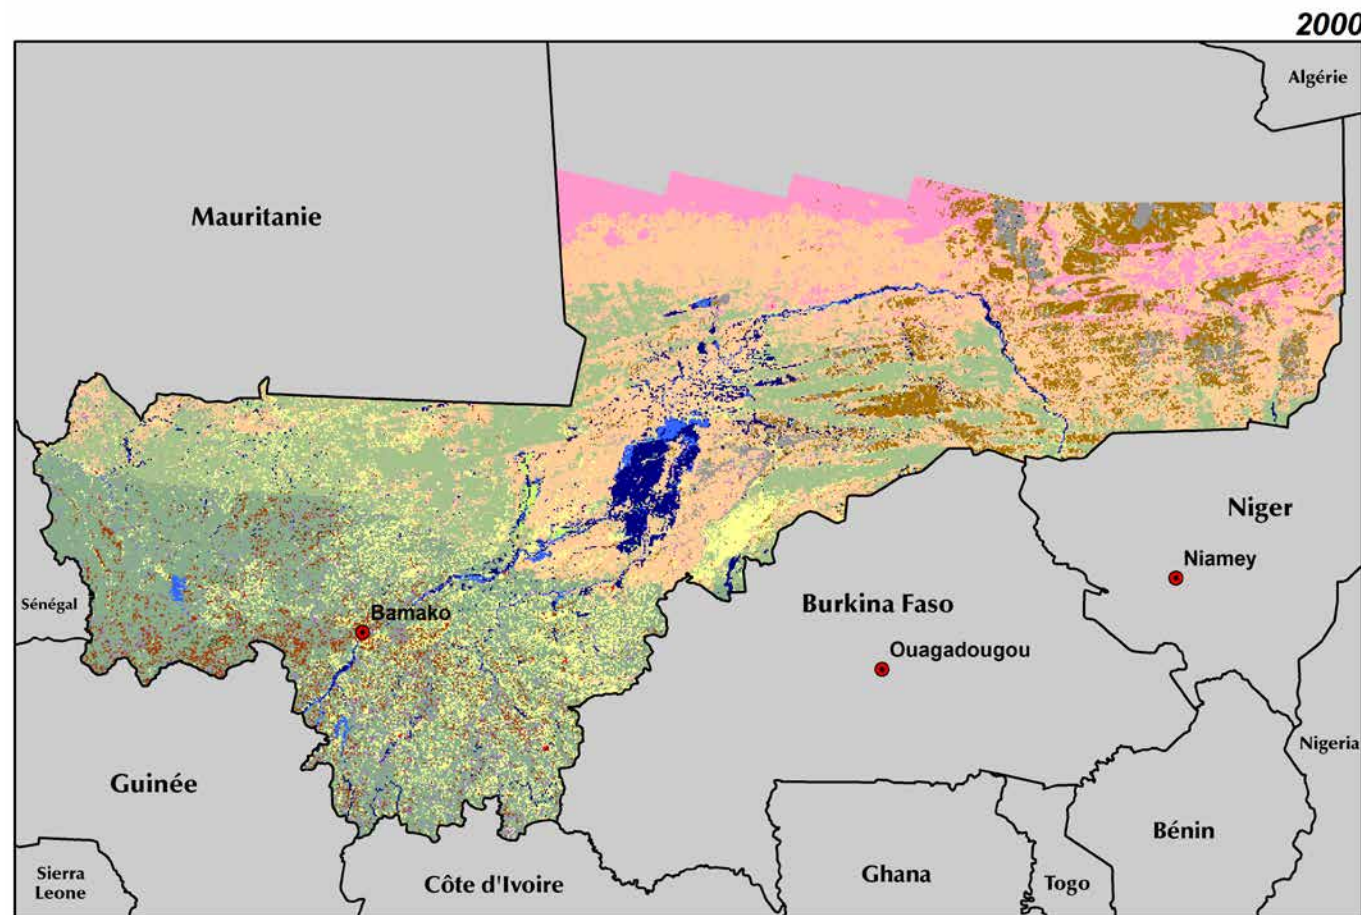 2000
Algérie
Mauritanie
Niger
Niamey
Sénégal
Bamako
Burkina Faso
Ouagadougou
Nigeria
Guinée
Bénin
Sierra
Leone
Côte d'Ivoire
Ghana
Togo